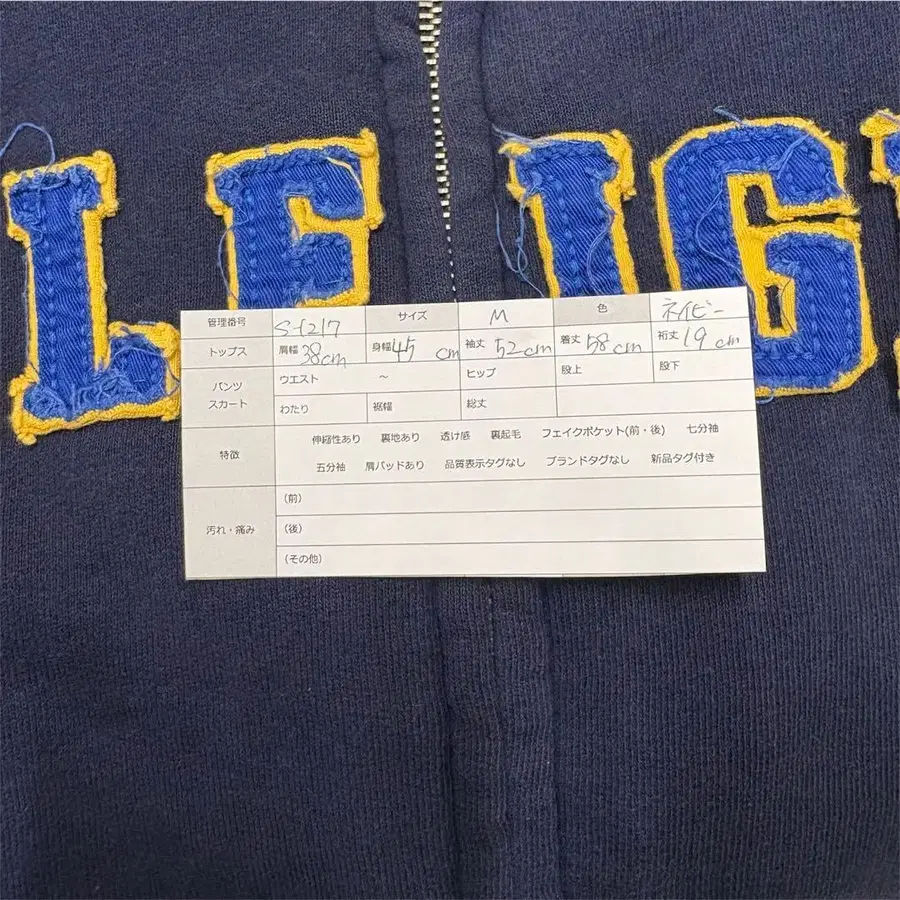 LE IGI
管理番号 S-1217 サイズ M 色 ネイビー
トップス 肩幅 38cm 身幅 45 cm 袖丈 52cm 着丈 58cm 裄丈 19 cm
パンツ スカート ウエスト ～ ヒップ 股上 股下
わたり 裾幅 総丈
特徴 伸縮性あり 裏地あり 透け感 裏起毛 フェイクポケット(前・後) 七分袖
五分袖 肩パッドあり 品質表示タグなし ブランドタグなし 新品タグ付き
汚れ・痛み (前)
(後)
(その他)